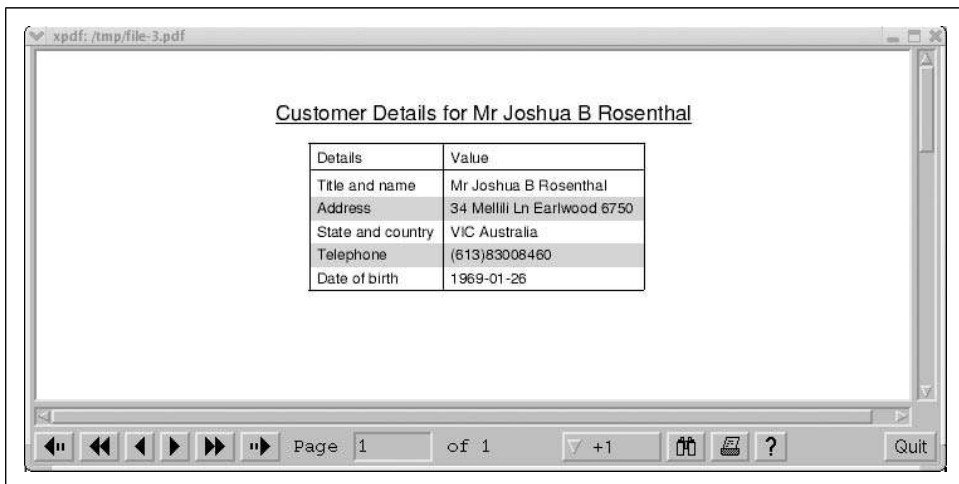 xpdf: /tmp/file-3.pdf
Customer Details for Mr Joshua B Rosenthal
Details Value
Title and name Mr Joshua B Rosenthal
Address 34 Mellili Ln Earlwood 6750
State and country VIC Australia
Telephone (613)83008460
Date of birth 1969-01-26
Page 1 of 1 +1 ? Quit